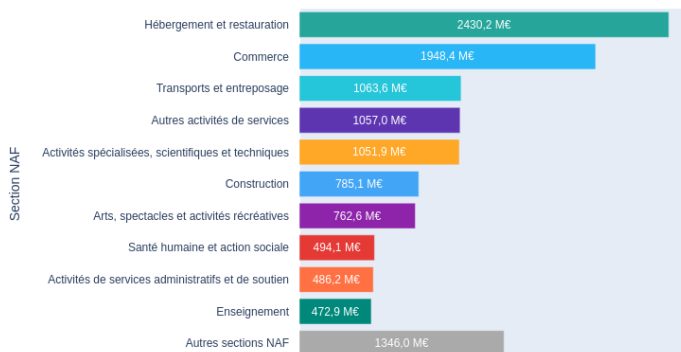 Hébergement et restauration 2430,2 M€
Commerce 1948,4 M€
Transports et entreposage 1063,6 M€
Autres activités de services 1057,0 M€
Activités spécialisées, scientifiques et techniques 1051,9 M€
Construction 785,1 M€
Arts, spectacles et activités récréatives 762,6 M€
Santé humaine et action sociale 494,1 M€
Activités de services administratifs et de soutien 486,2 M€
Enseignement 472,9 M€
Autres sections NAF 1346,0 M€
Section NAF